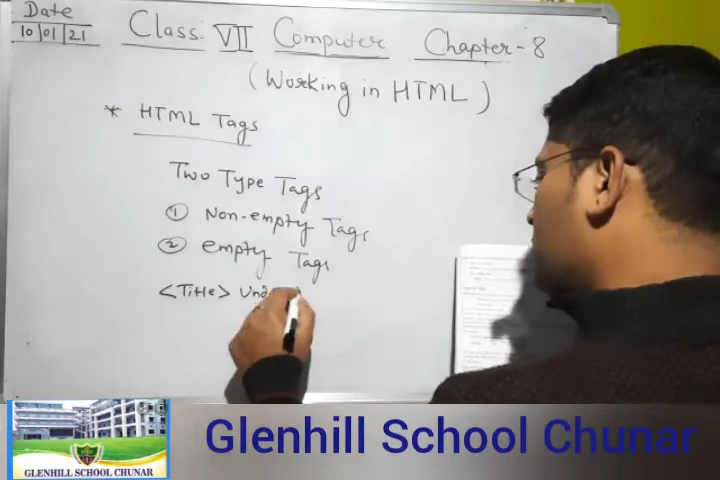 Date
10/01/21
Class VII Computer Chapter-8
(Working in HTML)
* HTML Tags
Two Type Tags
① Non-empty Tags
② empty Tags
<Title>
GLENHILL SCHOOL CHUNAR
Glenhill School Chunar